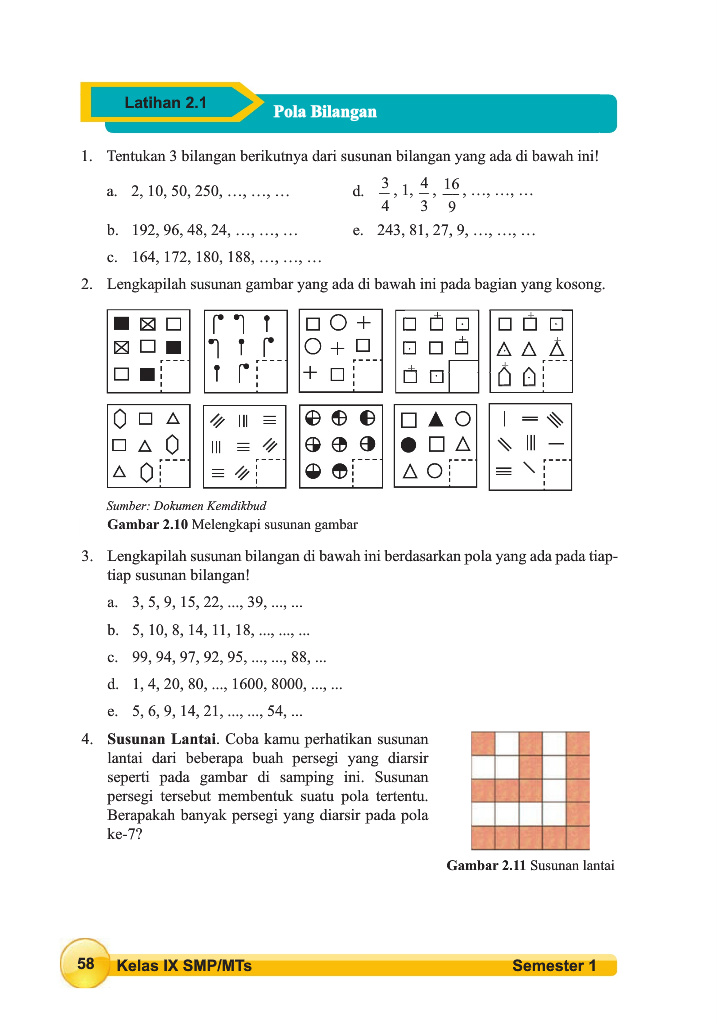 Latihan 2.1
Pola Bilangan
1. Tentukan 3 bilangan berikutnya dari susunan bilangan yang ada di bawah ini!
a. 2, 10, 50, 250, …, …, …
d. 3/4, 1, 4/3, 16/9, …, …, …
b. 192, 96, 48, 24, …, …, …
e. 243, 81, 27, 9, …, …, …
c. 164, 172, 180, 188, …, …, …
2. Lengkapilah susunan gambar yang ada di bawah ini pada bagian yang kosong.
Sumber: Dokumen Kemdikbud
Gambar 2.10 Melengkapi susunan gambar
3. Lengkapilah susunan bilangan di bawah ini berdasarkan pola yang ada pada tiap-
tiap susunan bilangan!
a. 3, 5, 9, 15, 22, ..., 39, ..., ...
b. 5, 10, 8, 14, 11, 18, ..., ..., ...
c. 99, 94, 97, 92, 95, ..., ..., 88, ...
d. 1, 4, 20, 80, ..., 1600, 8000, ..., ...
e. 5, 6, 9, 14, 21, ..., ..., 54, ...
4. Susunan Lantai. Coba kamu perhatikan susunan
lantai dari beberapa buah persegi yang diarsir
seperti pada gambar di samping ini. Susunan
persegi tersebut membentuk suatu pola tertentu.
Berapakah banyak persegi yang diarsir pada pola
ke-7?
Gambar 2.11 Susunan lantai
58
Kelas IX SMP/MTs
Semester 1